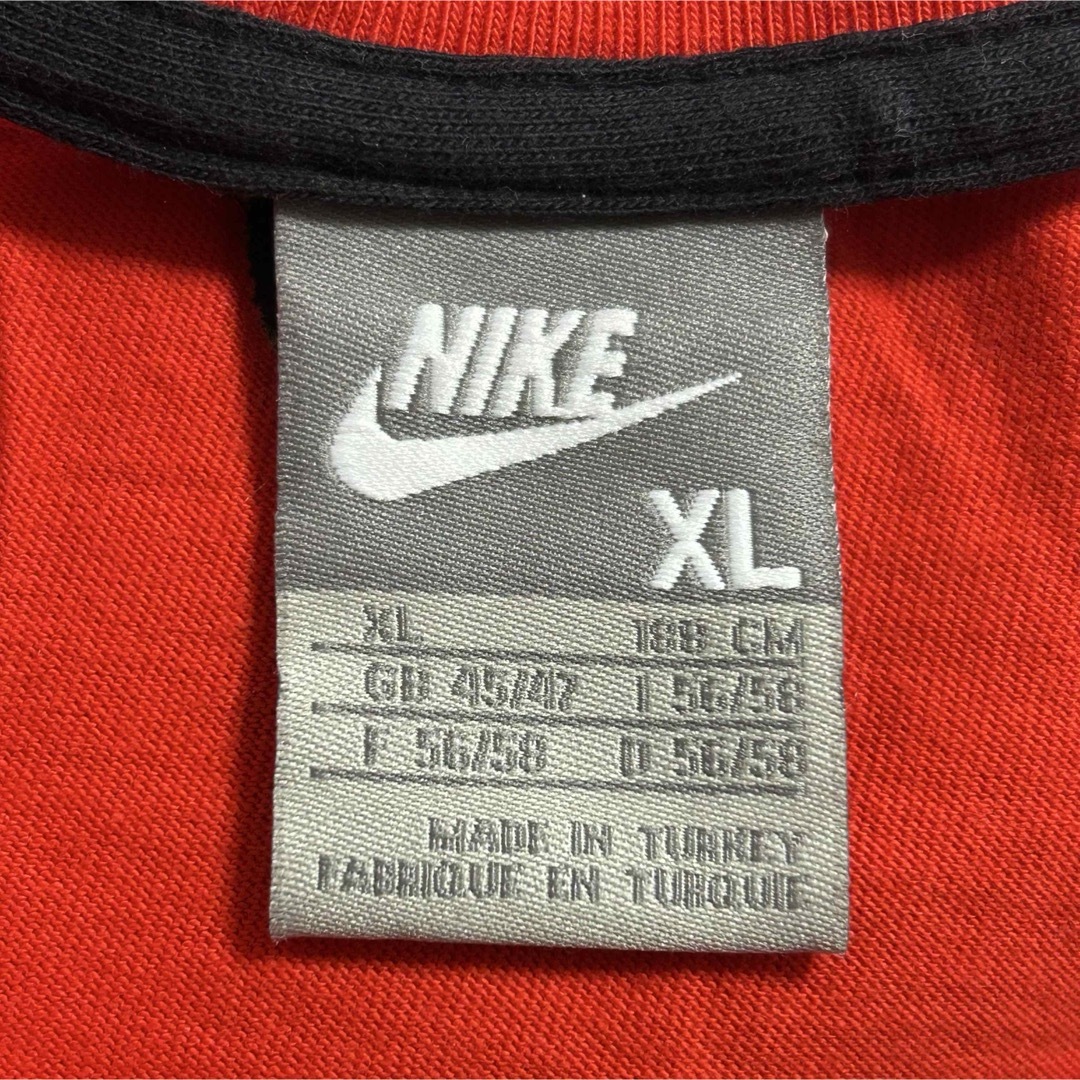 NIKE
XL
XL 188 CM
GB 45/47 I 56/58
F 56/58 D 56/58
MADE IN TURKEY
FABRIQUE EN TURQUIE